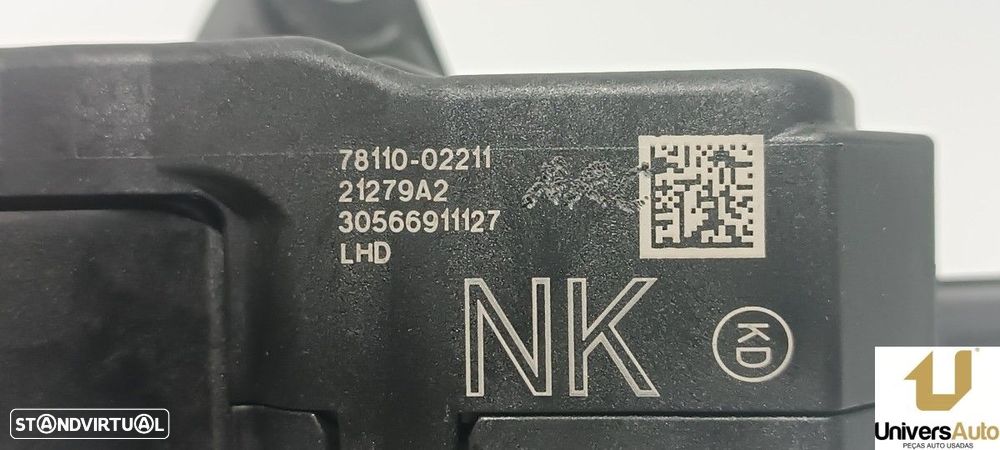 78110-02211
21279A2
30566911127
LHD
NK
KD
STANDVIRTUAL
UniversAuto
PEÇAS AUTO USADAS